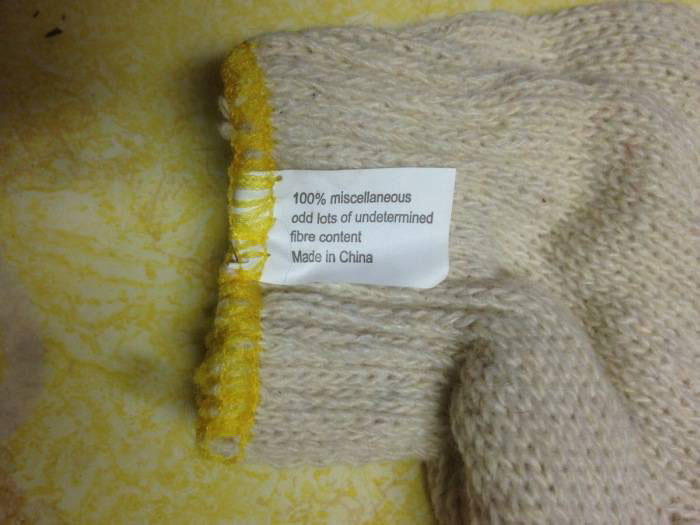 100% miscellaneous
odd lots of undetermined
fibre content
Made in China